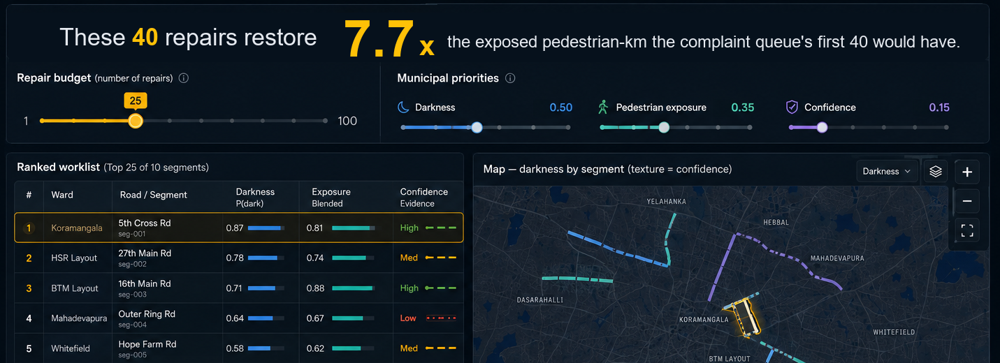 These 40 repairs restore 7.7x the exposed pedestrian-km the complaint queue's first 40 would have.
Repair budget (number of repairs)
25
1 100
Municipal priorities
Darkness 0.50
Pedestrian exposure 0.35
Confidence 0.15
Ranked worklist (Top 25 of 10 segments)
# Ward Road / Segment Darkness P(dark) Exposure Blended Confidence Evidence
1 Koramangala 5th Cross Rd seg-001 0.87 0.81 High
2 HSR Layout 27th Main Rd seg-002 0.78 0.74 Med
3 BTM Layout 16th Main Rd seg-003 0.71 0.88 High
4 Mahadevapura Outer Ring Rd seg-004 0.64 0.67 Low
5 Whitefield Hope Farm Rd seg-005 0.58 0.62 Med
Map — darkness by segment (texture = confidence)
Darkness
+
−
YELAHANKA
HEBBAL
MAHADEVAPURA
DASARAHALLI
KORAMANGALA
WHITEFIELD
BTM LAYOUT